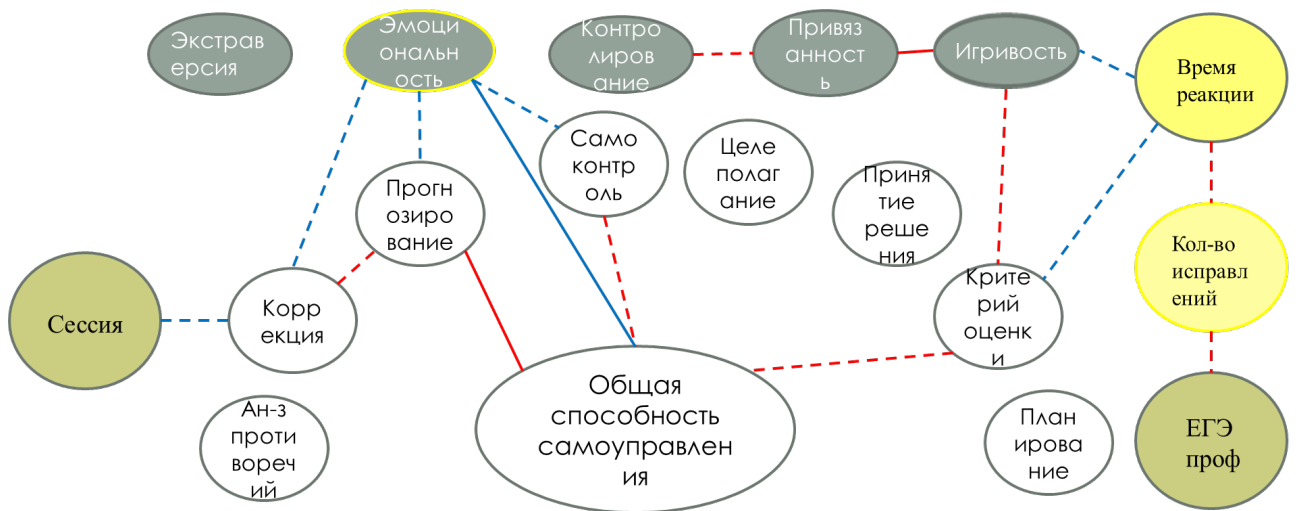 Экстрав
ерсия
Эмоци
ональн
ость
Контро
лиров
ание
Привяз
анност
ь
Игривость
Время
реакции
Само
контр
оль
Целе
полаг
ание
Приня
тие
реше
ния
Прогн
озиро
вание
Кол-во
исправл
ений
Сессия
Корр
екция
Крите
рий
оценк
и
Общая
способность
самоуправлен
ия
Ан-з
проти
вореч
ий
План
ирова
ние
ЕГЭ
проф